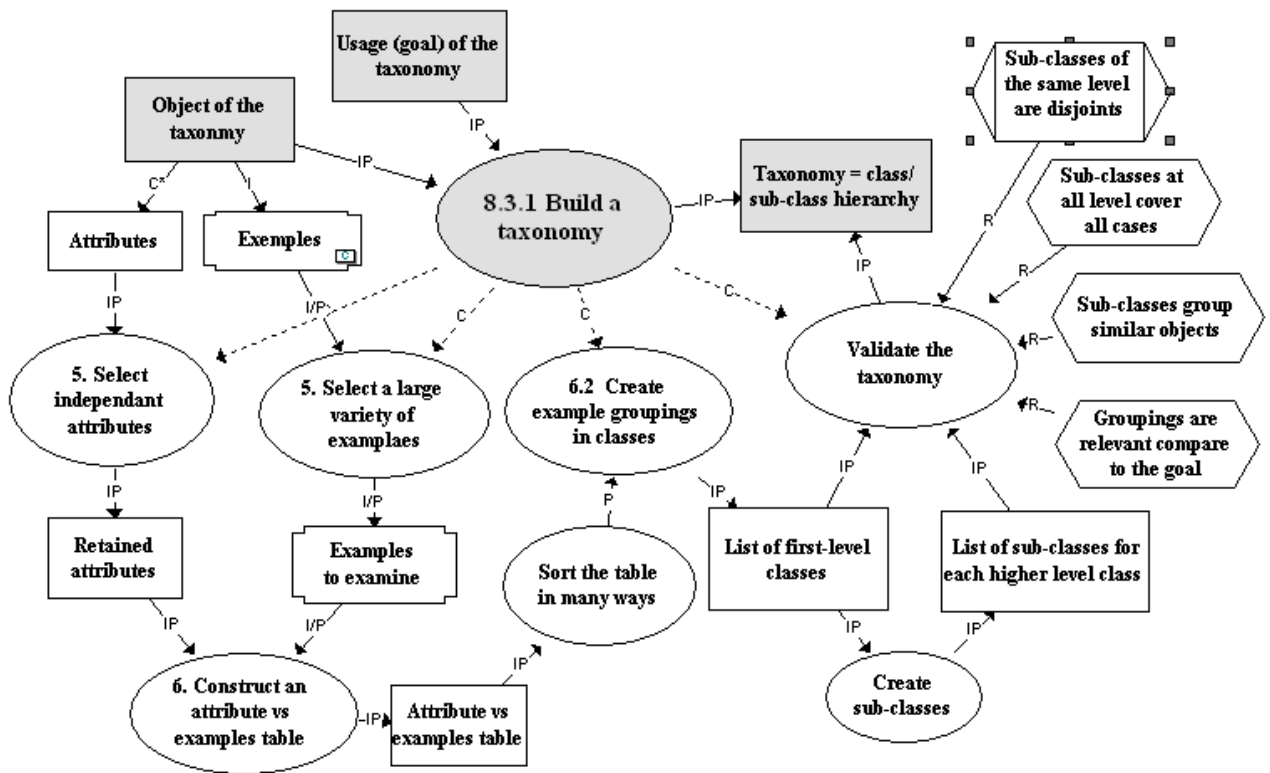 Usage (goal) of the
taxonomy
Sub-classes of
the same level
are disjoints
Object of the
taxonmy
IP
IP
C*
I
8.3.1 Build a
taxonomy
IP
Taxonomy = class/
sub-class hierarchy
Sub-classes at
all level cover
all cases
R
R
Attributes
Exemples
C
IP
IP
I/P
C
C
C
Sub-classes group
similar objects
R
Validate the
taxonomy
5. Select
independant
attributes
5. Select a large
variety of
examplaes
6.2 Create
example groupings
in classes
R
Groupings are
relevant compare
to the goal
IP
I/P
P
IP
IP
IP
Retained
attributes
Examples
to examine
Sort the table
in many ways
List of first-level
classes
List of sub-classes for
each higher level class
IP
I/P
IP
IP
IP
6. Construct an
attribute vs
examples table
IP
Attribute vs
examples table
Create
sub-classes